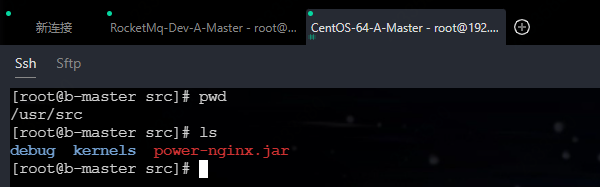 新连接 RocketMq-Dev-A-Master - root@... CentOS-64-A-Master - root@192....
Ssh Sftp
[root@b-master src]# pwd
/usr/src
[root@b-master src]# ls
debug kernels power-nginx.jar
[root@b-master src]#